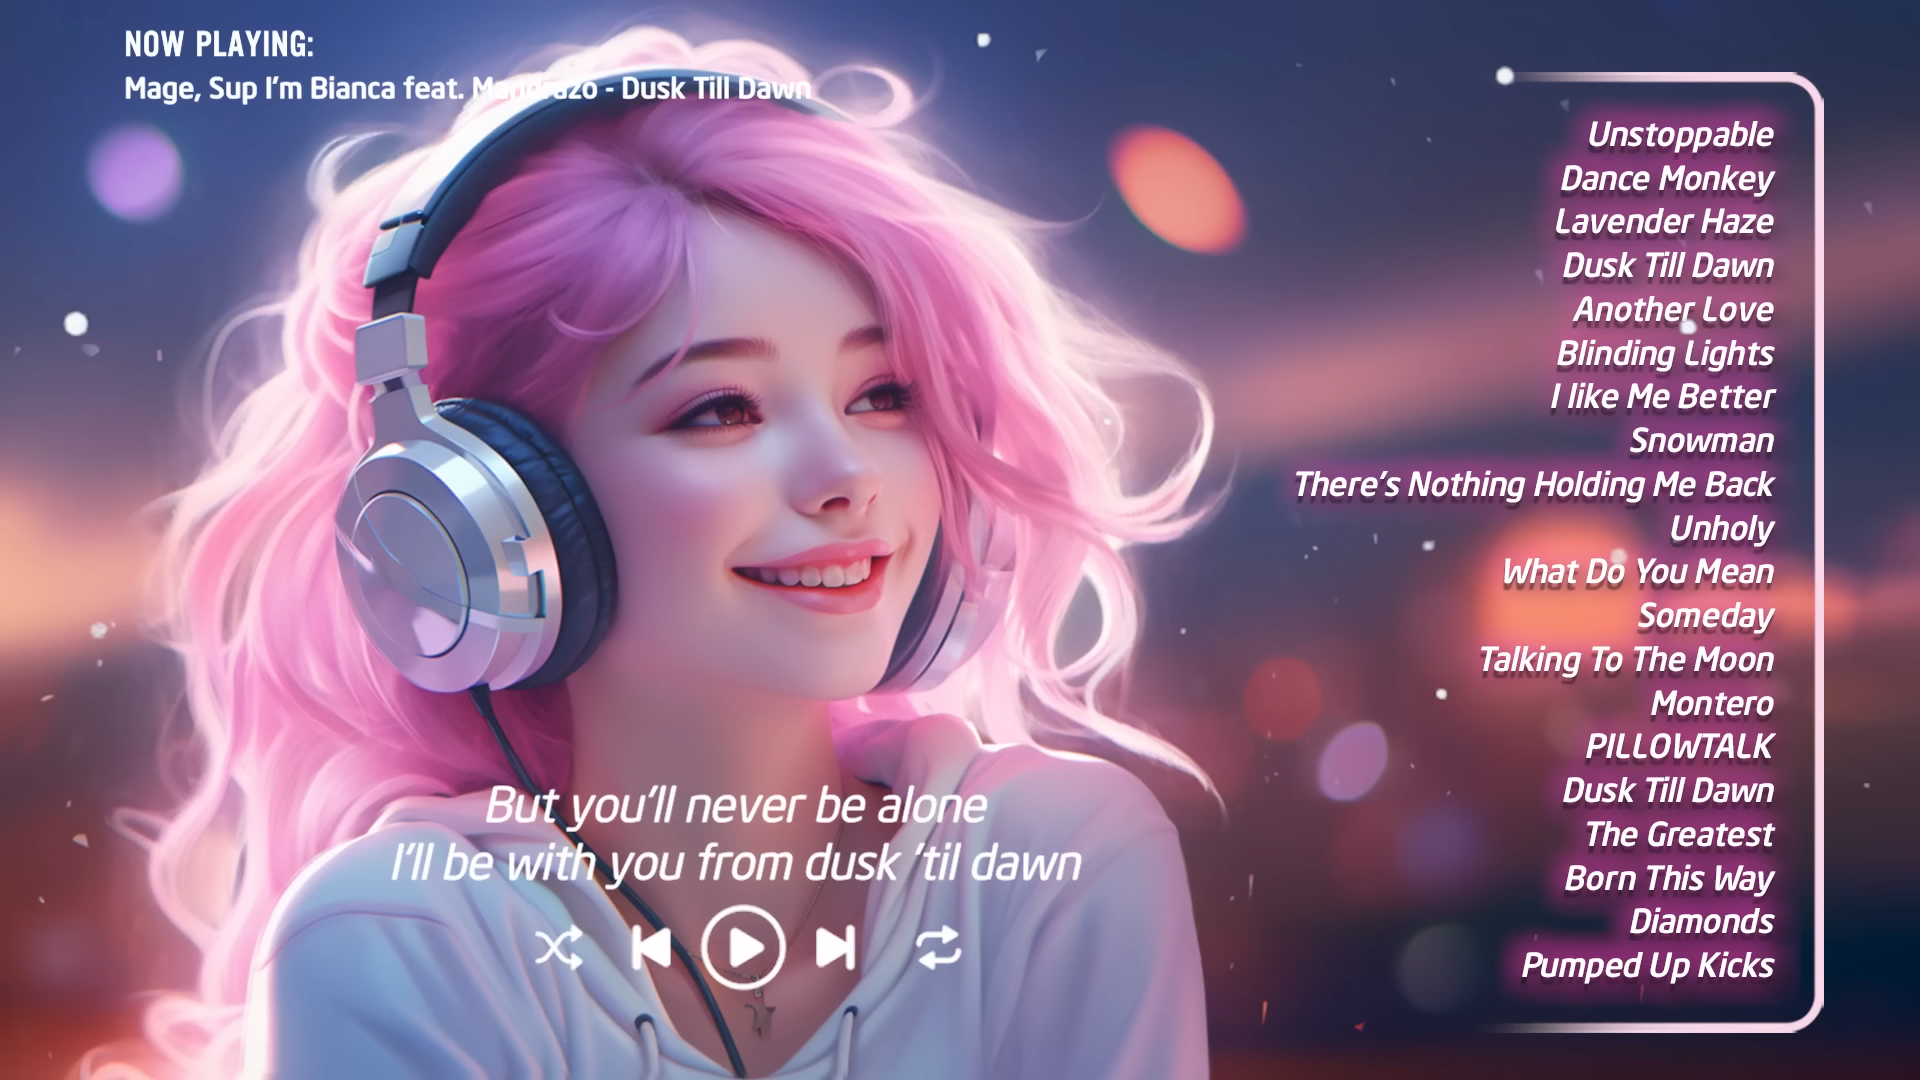 NOW PLAYING:
Mage, Sup I'm Bianca feat. Mandrazo - Dusk Till Dawn
Unstoppable
Dance Monkey
Lavender Haze
Dusk Till Dawn
Another Love
Blinding Lights
I like Me Better
Snowman
There's Nothing Holding Me Back
Unholy
What Do You Mean
Someday
Talking To The Moon
Montero
PILLOWTALK
Dusk Till Dawn
The Greatest
Born This Way
Diamonds
Pumped Up Kicks
But you'll never be alone
I'll be with you from dusk 'til dawn